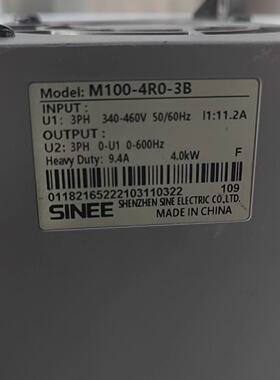 Model: M100-4R0-3B
INPUT :
U1: 3PH 340-460V 50/60Hz I1:11.2A
OUTPUT :
U2: 3PH 0-U1 0-600Hz
Heavy Duty: 9.4A 4.0kW F
01182165222103110322 109
SINEE SHENZHEN SINE ELECTRIC CO.,LTD.
MADE IN CHINA